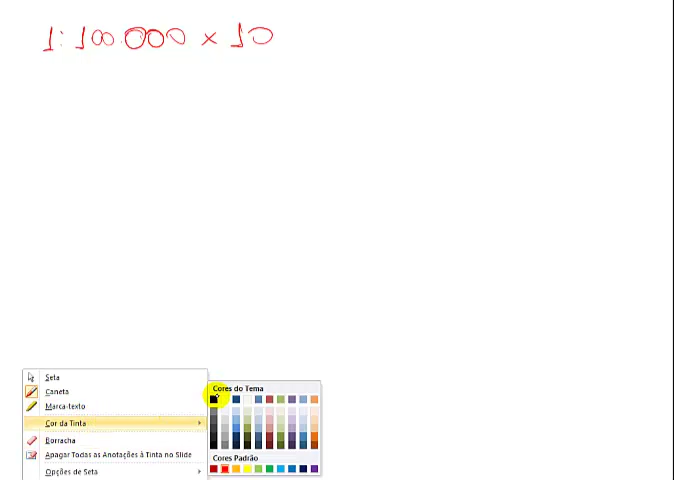 1:100.000 x 10
Seta
Caneta
Marca-texto
Cor da Tinta
Borracha
Apagar Todas as Anotações à Tinta no Slide
Opções de Seta
Cores do Tema
Cores Padrão